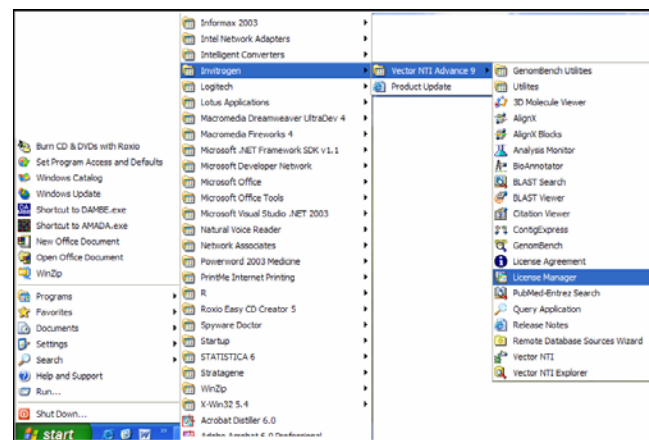 Burn CD & DVDs with Roxio
Set Program Access and Defaults
Windows Catalog
Windows Update
Shortcut to DAMBE.exe
Shortcut to AMADA.exe
New Office Document
Open Office Document
WinZip
Programs
Favorites
Documents
Settings
Search
Help and Support
Run...
Shut Down...
start
Informax 2003
Intel Network Adapters
Intelligent Converters
Invitrogen
Logitech
Lotus Applications
Macromedia Dreamweaver UltraDev 4
Macromedia Fireworks 4
Microsoft .NET Framework SDK v1.1
Microsoft Developer Network
Microsoft Office
Microsoft Office Tools
Microsoft Visual Studio .NET 2003
Natural Voice Reader
Network Associates
Powerword 2003 Medicine
PrintMe Internet Printing
R
Roxio Easy CD Creator 5
Spyware Doctor
Startup
STATISTICA 6
Stratagene
WinZip
X-Win32 5.4
Acrobat Distiller 6.0
Adobe Acrobat 6.0 Professional
Vector NTI Advance 9
Product Update
GenomBench Utilities
Utilites
3D Molecule Viewer
AlignX
AlignX Blocks
Analysis Monitor
BioAnnotator
BLAST Search
BLAST Viewer
Citation Viewer
ContigExpress
GenomBench
License Agreement
License Manager
PubMed-Entrez Search
Query Application
Release Notes
Remote Database Sources Wizard
Vector NTI
Vector NTI Explorer